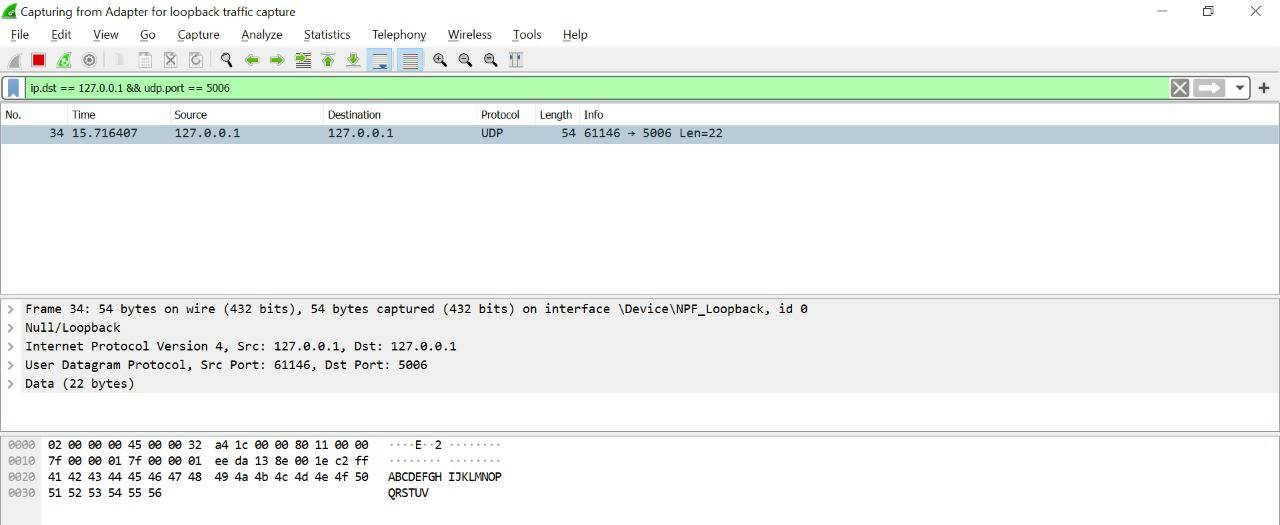 Capturing from Adapter for loopback traffic capture
File Edit View Go Capture Analyze Statistics Telephony Wireless Tools Help
ip.dst == 127.0.0.1 && udp.port == 5006
No. Time Source Destination Protocol Length Info
34 15.716407 127.0.0.1 127.0.0.1 UDP 54 61146 → 5006 Len=22
Frame 34: 54 bytes on wire (432 bits), 54 bytes captured (432 bits) on interface \Device\NPF_Loopback, id 0
Null/Loopback
Internet Protocol Version 4, Src: 127.0.0.1, Dst: 127.0.0.1
User Datagram Protocol, Src Port: 61146, Dst Port: 5006
Data (22 bytes)
0000 02 00 00 00 45 00 00 32 a4 1c 00 00 80 11 00 00 ····E··2 ········
0010 7f 00 00 01 7f 00 00 01 ee da 13 8e 00 1e c2 ff ········ ········
0020 41 42 43 44 45 46 47 48 49 4a 4b 4c 4d 4e 4f 50 ABCDEFGH IJKLMNOP
0030 51 52 53 54 55 56 QRSTUV